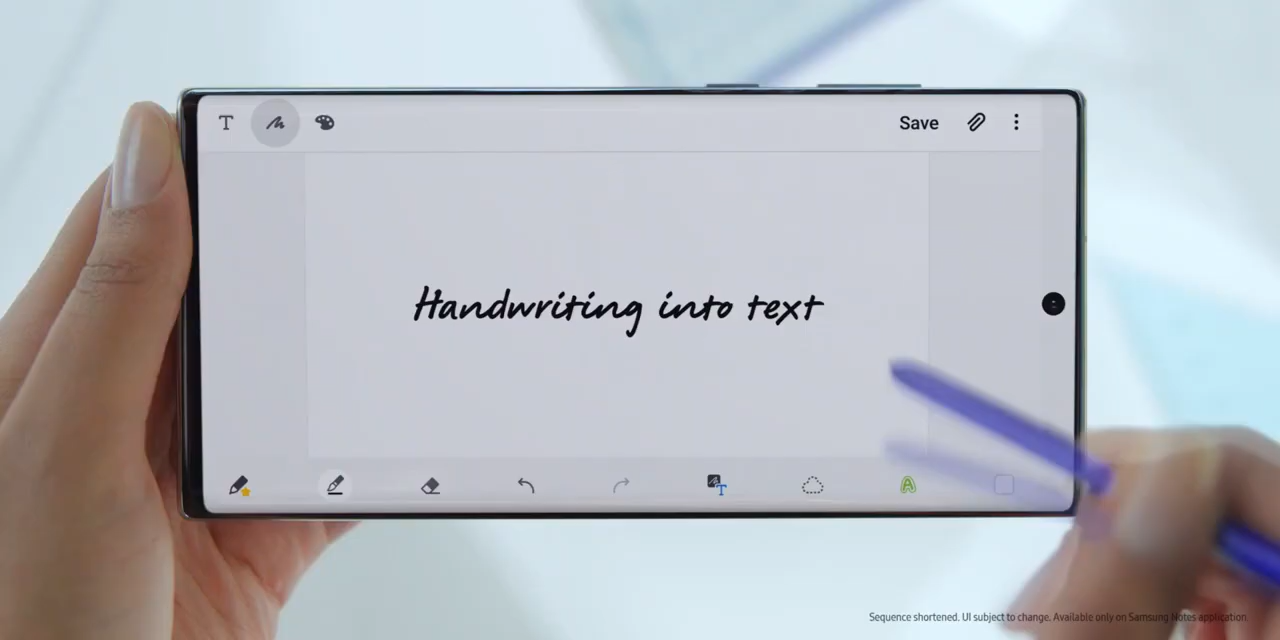 T
Save
Handwriting into text
T
A
Sequence shortened. UI subject to change. Available only on Samsung Notes application.